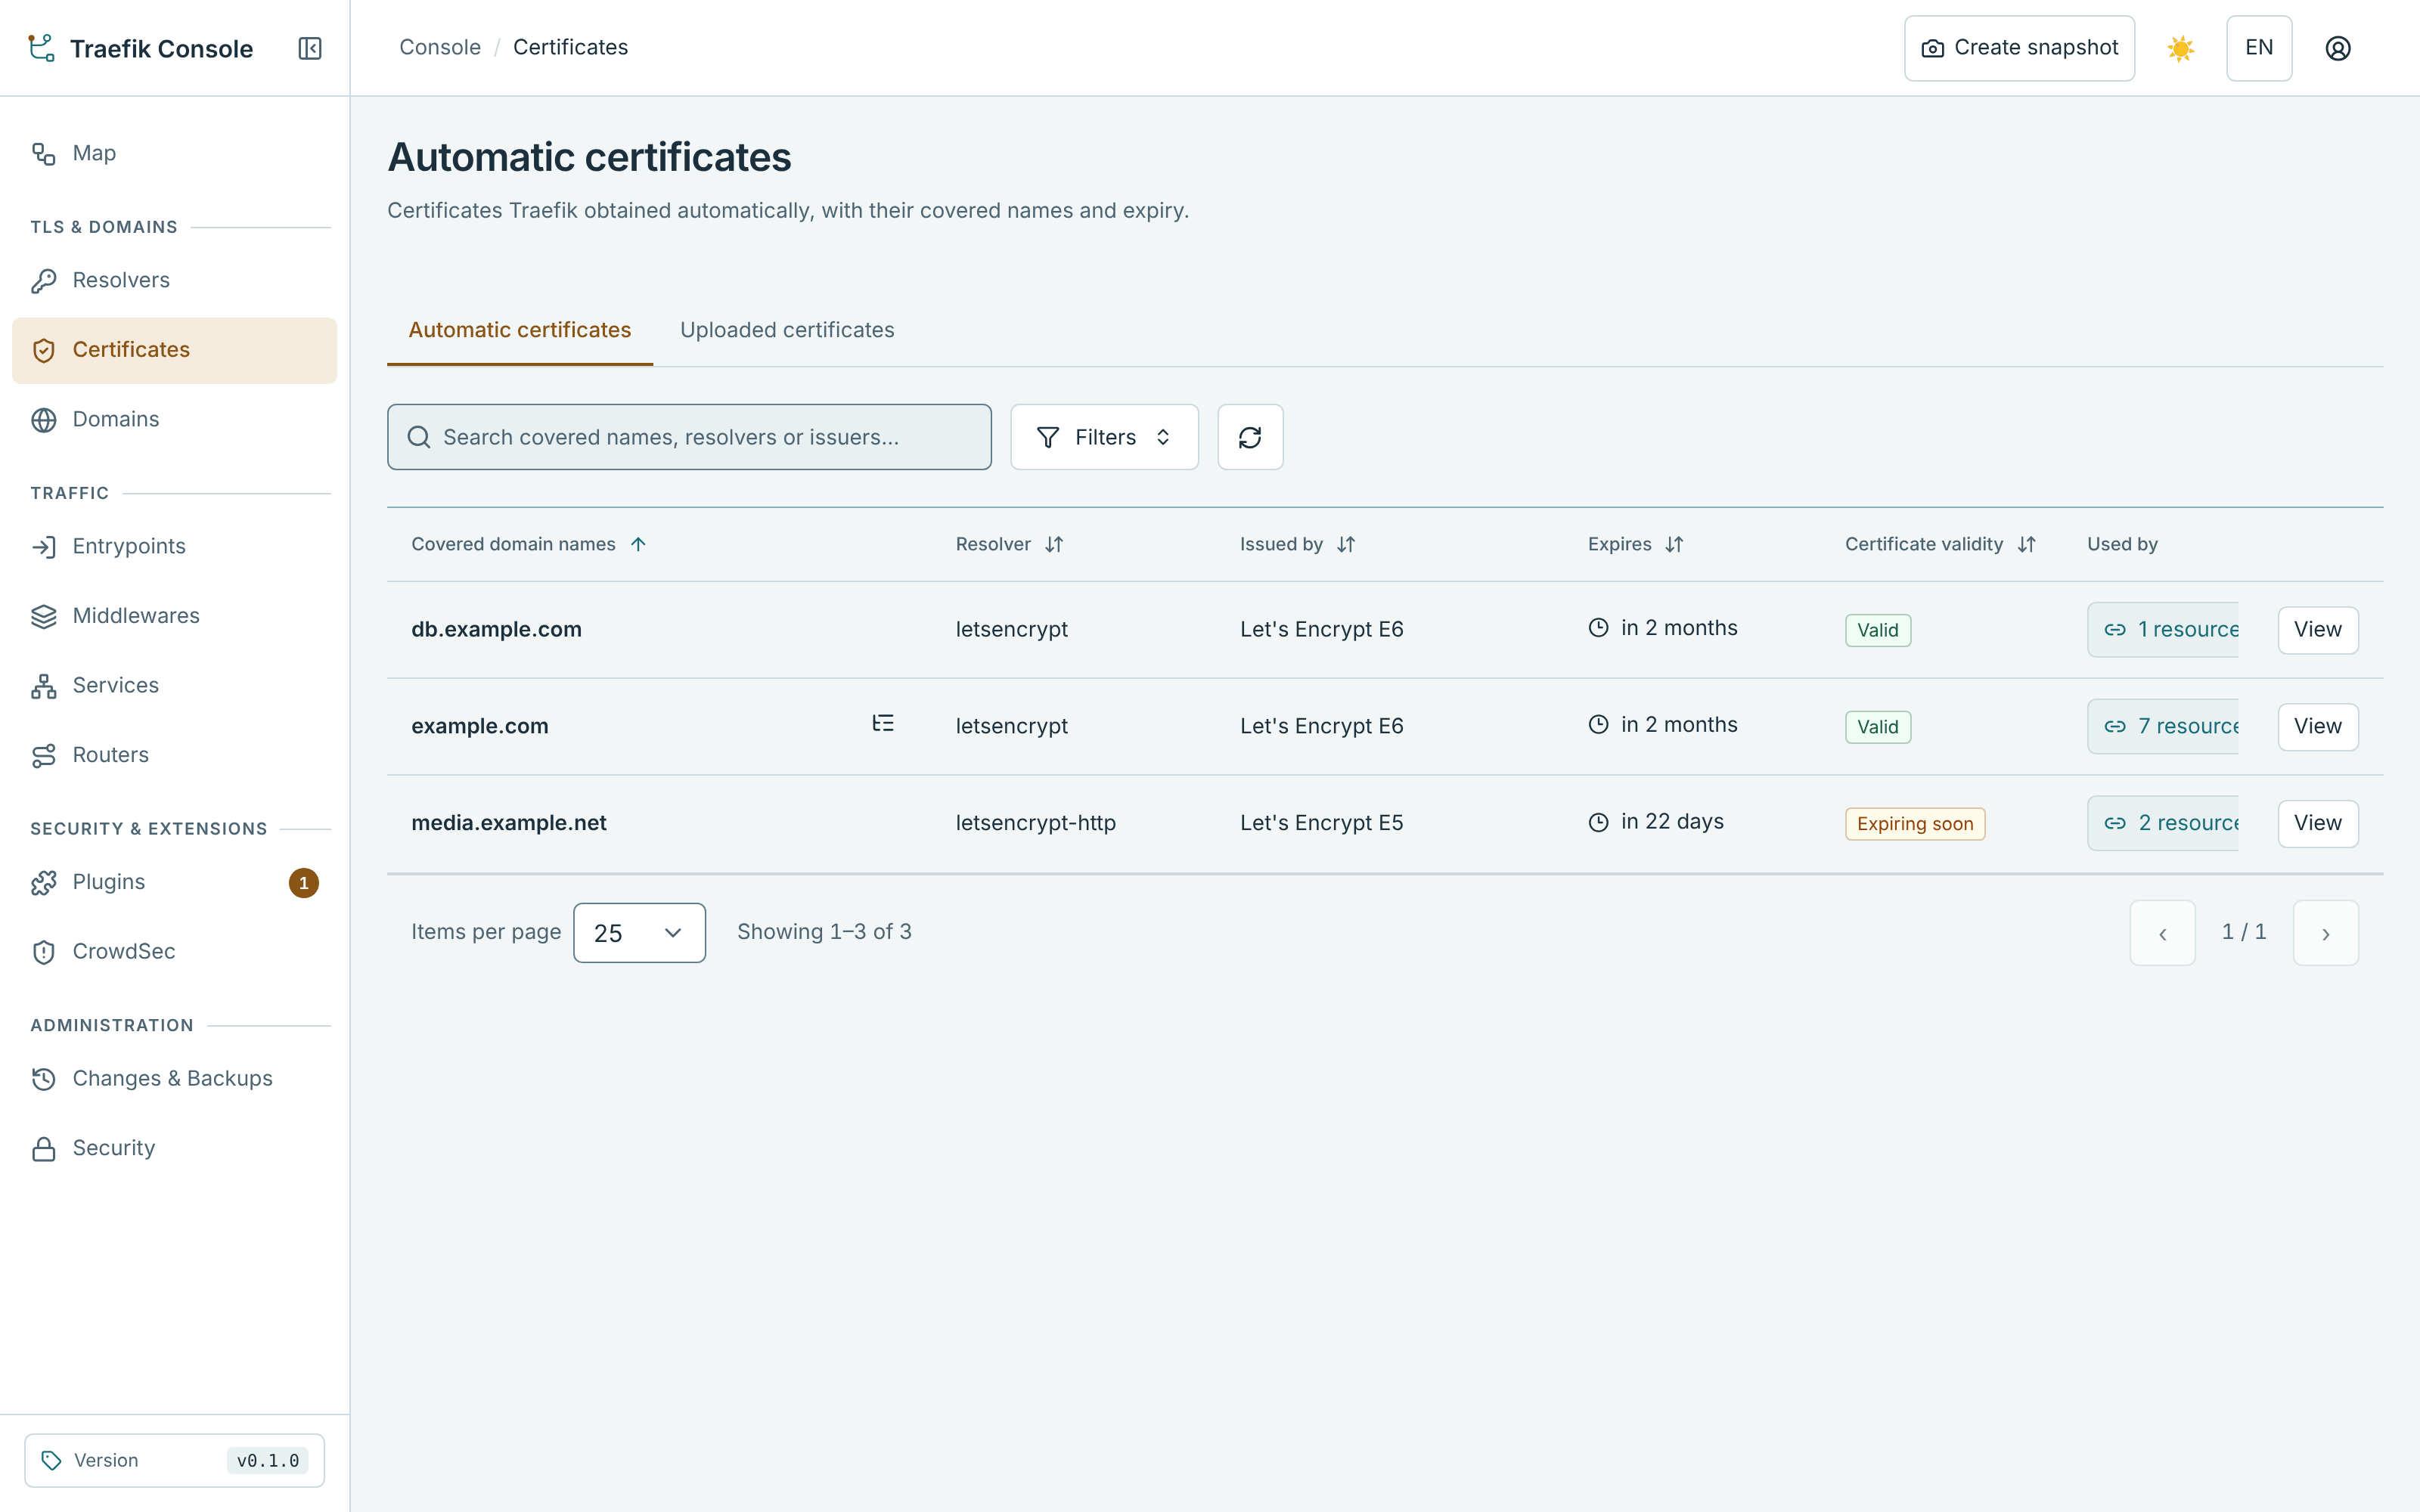 Traefik Console
Console / Certificates
Create snapshot
EN
Map
TLS & DOMAINS
Resolvers
Certificates
Domains
TRAFFIC
Entrypoints
Middlewares
Services
Routers
SECURITY & EXTENSIONS
Plugins 1
CrowdSec
ADMINISTRATION
Changes & Backups
Security
Version v0.1.0
Automatic certificates
Certificates Traefik obtained automatically, with their covered names and expiry.
Automatic certificates Uploaded certificates
Search covered names, resolvers or issuers...
Filters
Covered domain names Resolver Issued by Expires Certificate validity Used by
db.example.com letsencrypt Let's Encrypt E6 in 2 months Valid 1 resource View
example.com letsencrypt Let's Encrypt E6 in 2 months Valid 7 resource View
media.example.net letsencrypt-http Let's Encrypt E5 in 22 days Expiring soon 2 resource View
Items per page 25 Showing 1–3 of 3 ‹ 1 / 1 ›